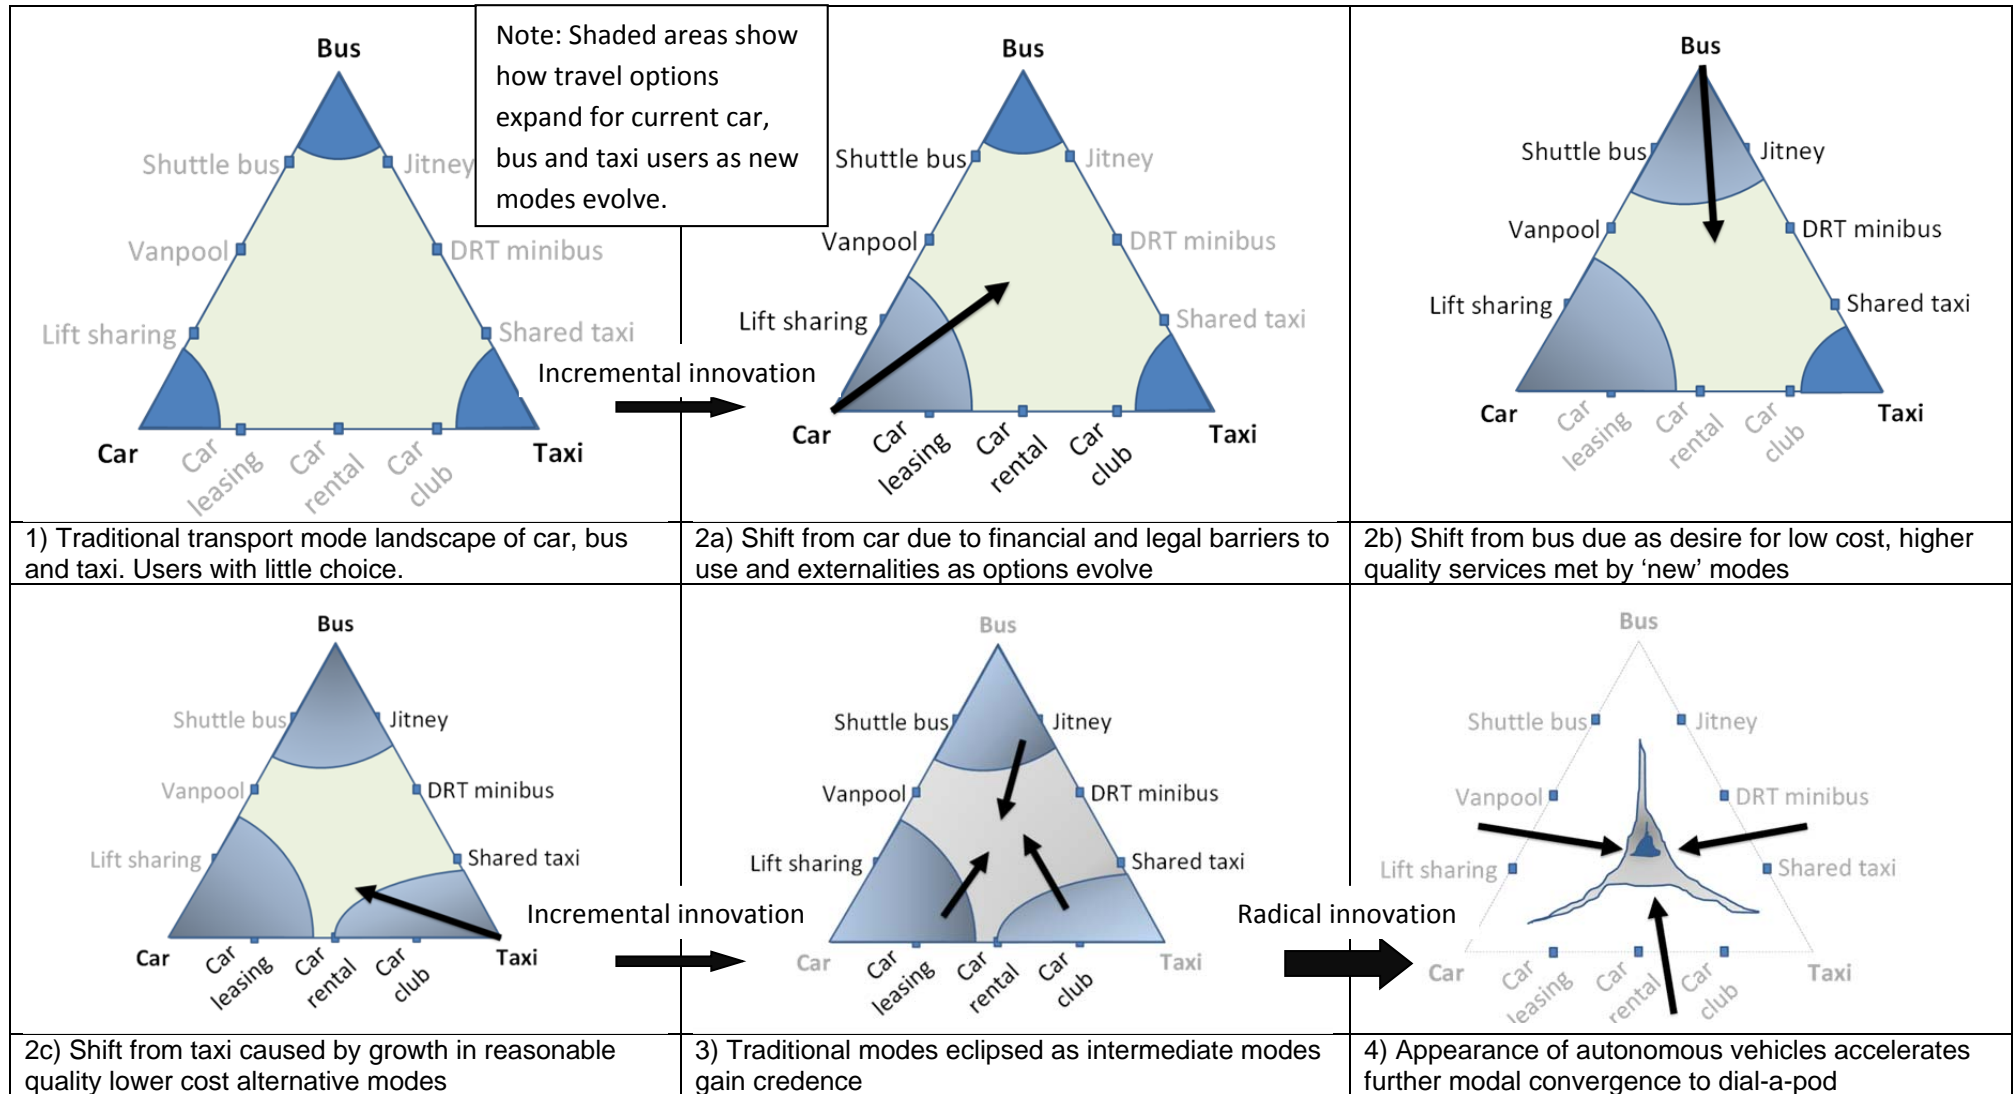 Bus
Shuttle bus
Jitney
Vanpool
DRT minibus
Lift sharing
Shared taxi
Car
Car
leasing
Car
rental
Car
club
Taxi
1) Traditional transport mode landscape of car, bus
and taxi. Users with little choice.
Note: Shaded areas show
how travel options
expand for current car,
bus and taxi users as new
modes evolve.
Incremental innovation
Bus
Shuttle bus
Jitney
Vanpool
DRT minibus
Lift sharing
Shared taxi
Car
Car
leasing
Car
rental
Car
club
Taxi
2a) Shift from car due to financial and legal barriers to
use and externalities as options evolve
Bus
Shuttle bus
Jitney
Vanpool
DRT minibus
Lift sharing
Shared taxi
Car
Car
leasing
Car
rental
Car
club
Taxi
2b) Shift from bus due as desire for low cost, higher
quality services met by ‘new’ modes
Bus
Shuttle bus
Jitney
Vanpool
DRT minibus
Lift sharing
Shared taxi
Car
Car
leasing
Car
rental
Car
club
Taxi
2c) Shift from taxi caused by growth in reasonable
quality lower cost alternative modes
Incremental innovation
Bus
Shuttle bus
Jitney
Vanpool
DRT minibus
Lift sharing
Shared taxi
Car
Car
leasing
Car
rental
Car
club
Taxi
3) Traditional modes eclipsed as intermediate modes
gain credence
Radical innovation
Bus
Shuttle bus
Jitney
Vanpool
DRT minibus
Lift sharing
Shared taxi
Car
Car
leasing
Car
rental
Car
club
Taxi
4) Appearance of autonomous vehicles accelerates
further modal convergence to dial-a-pod